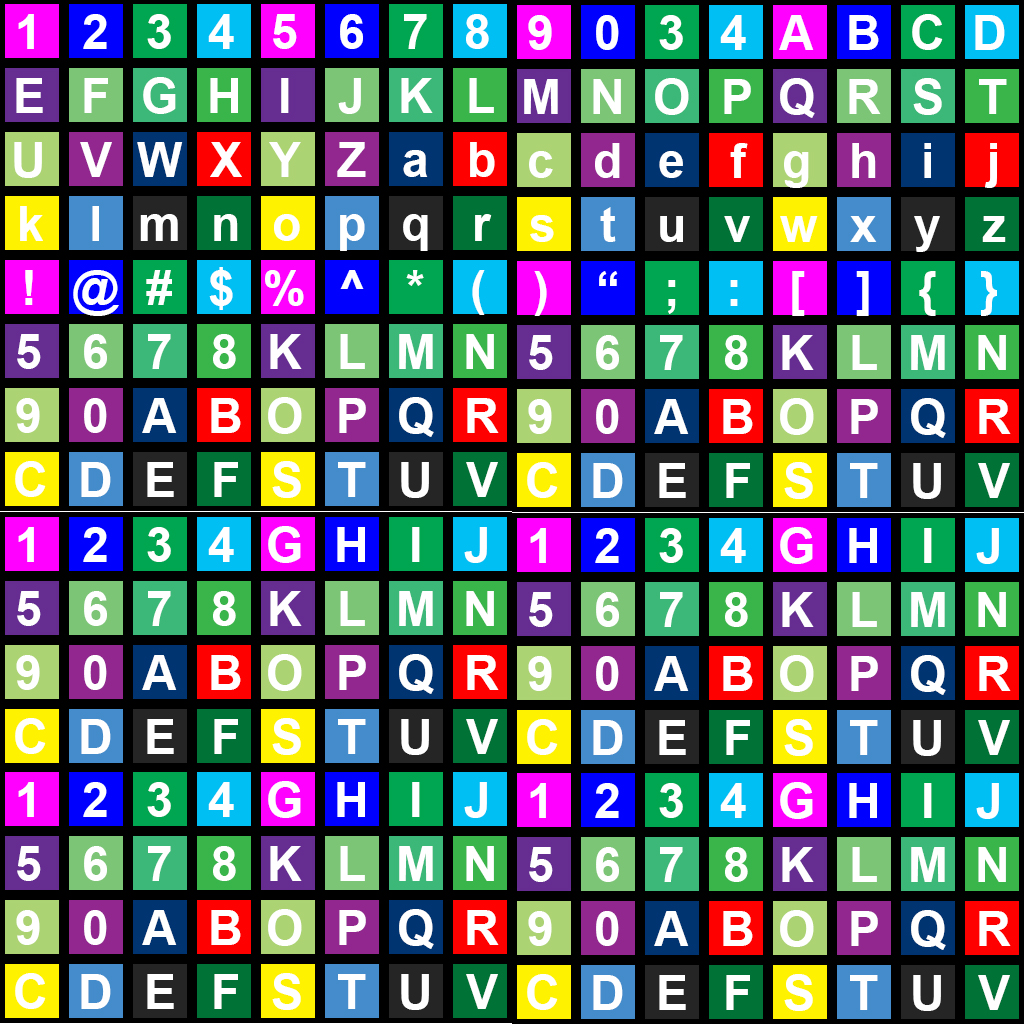 1 2 3 4 5 6 7 8 9 0 3 4 A B C D
E F G H I J K L M N O P Q R S T
U V W X Y Z a b c d e f g h i j
k l m n o p q r s t u v w x y z
! @ # $ % ^ * ( ) “ ; : [ ] { }
5 6 7 8 K L M N 5 6 7 8 K L M N
9 0 A B O P Q R 9 0 A B O P Q R
C D E F S T U V C D E F S T U V
1 2 3 4 G H I J 1 2 3 4 G H I J
5 6 7 8 K L M N 5 6 7 8 K L M N
9 0 A B O P Q R 9 0 A B O P Q R
C D E F S T U V C D E F S T U V
1 2 3 4 G H I J 1 2 3 4 G H I J
5 6 7 8 K L M N 5 6 7 8 K L M N
9 0 A B O P Q R 9 0 A B O P Q R
C D E F S T U V C D E F S T U V